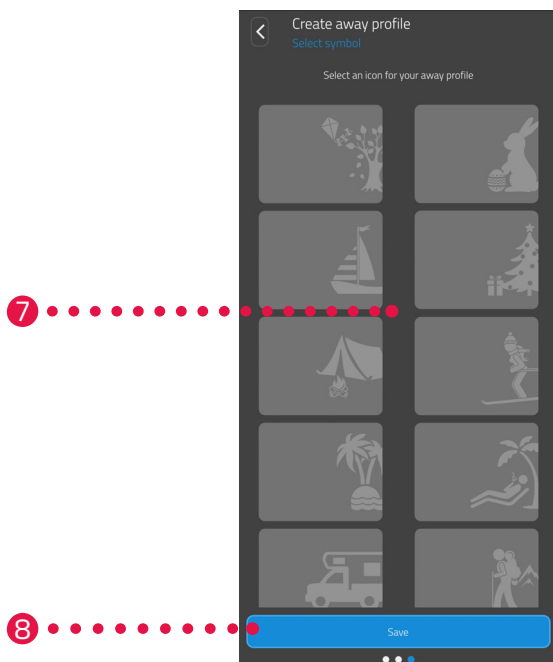 Create away profile
Select symbol
Select an icon for your away profile
7
8
Save